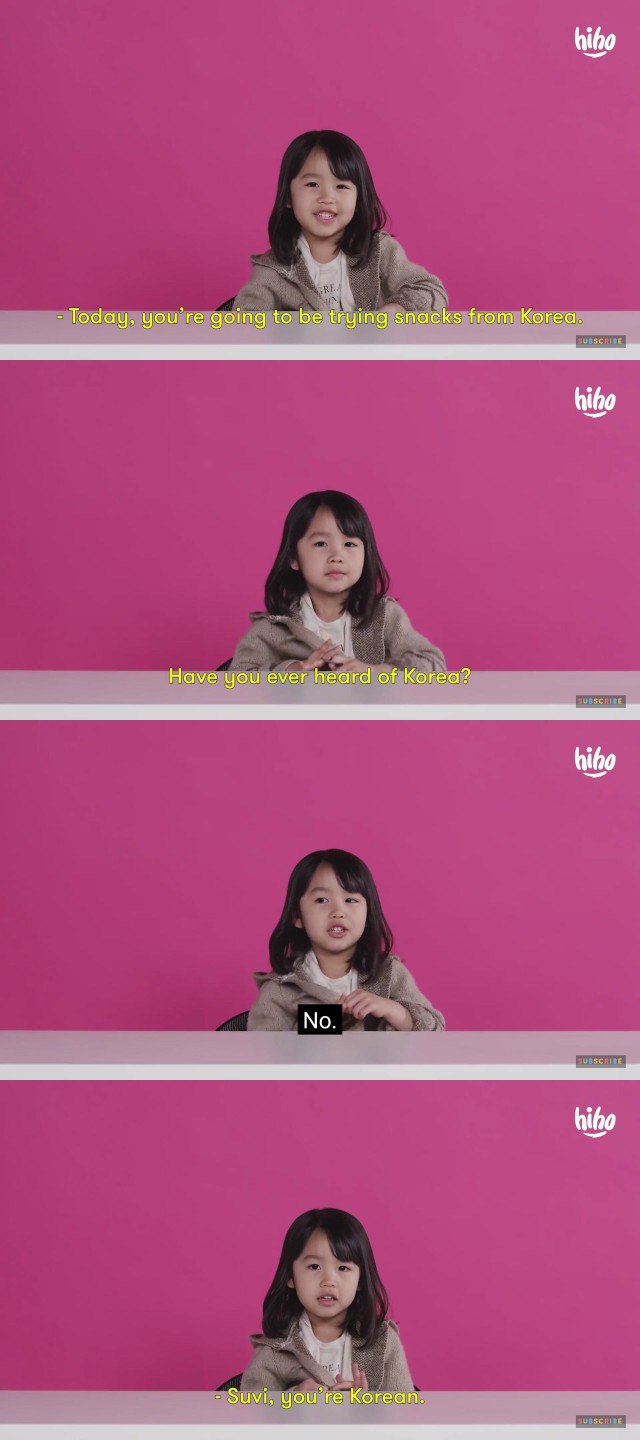 hiho
- Today, you're going to be trying snacks from Korea.
SUBSCRIBE
hiho
Have you ever heard of Korea?
SUBSCRIBE
hiho
No.
SUBSCRIBE
hiho
- Suvi, you're Korean.
SUBSCRIBE